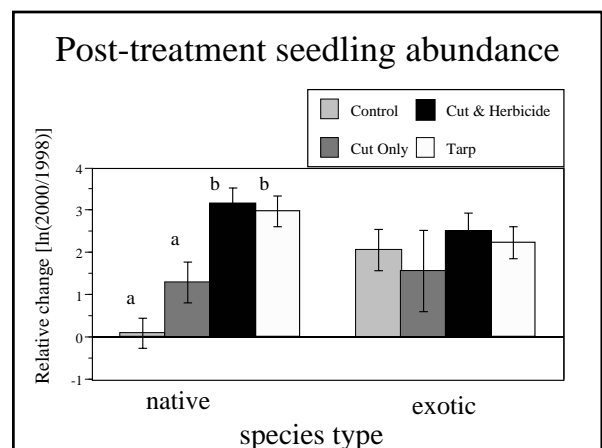 Post-treatment seedling abundance
Control
Cut & Herbicide
Cut Only
Tarp
Relative change [ln(2000/1998)]
4
3
2
1
0
-1
a
a
b
b
native
exotic
species type